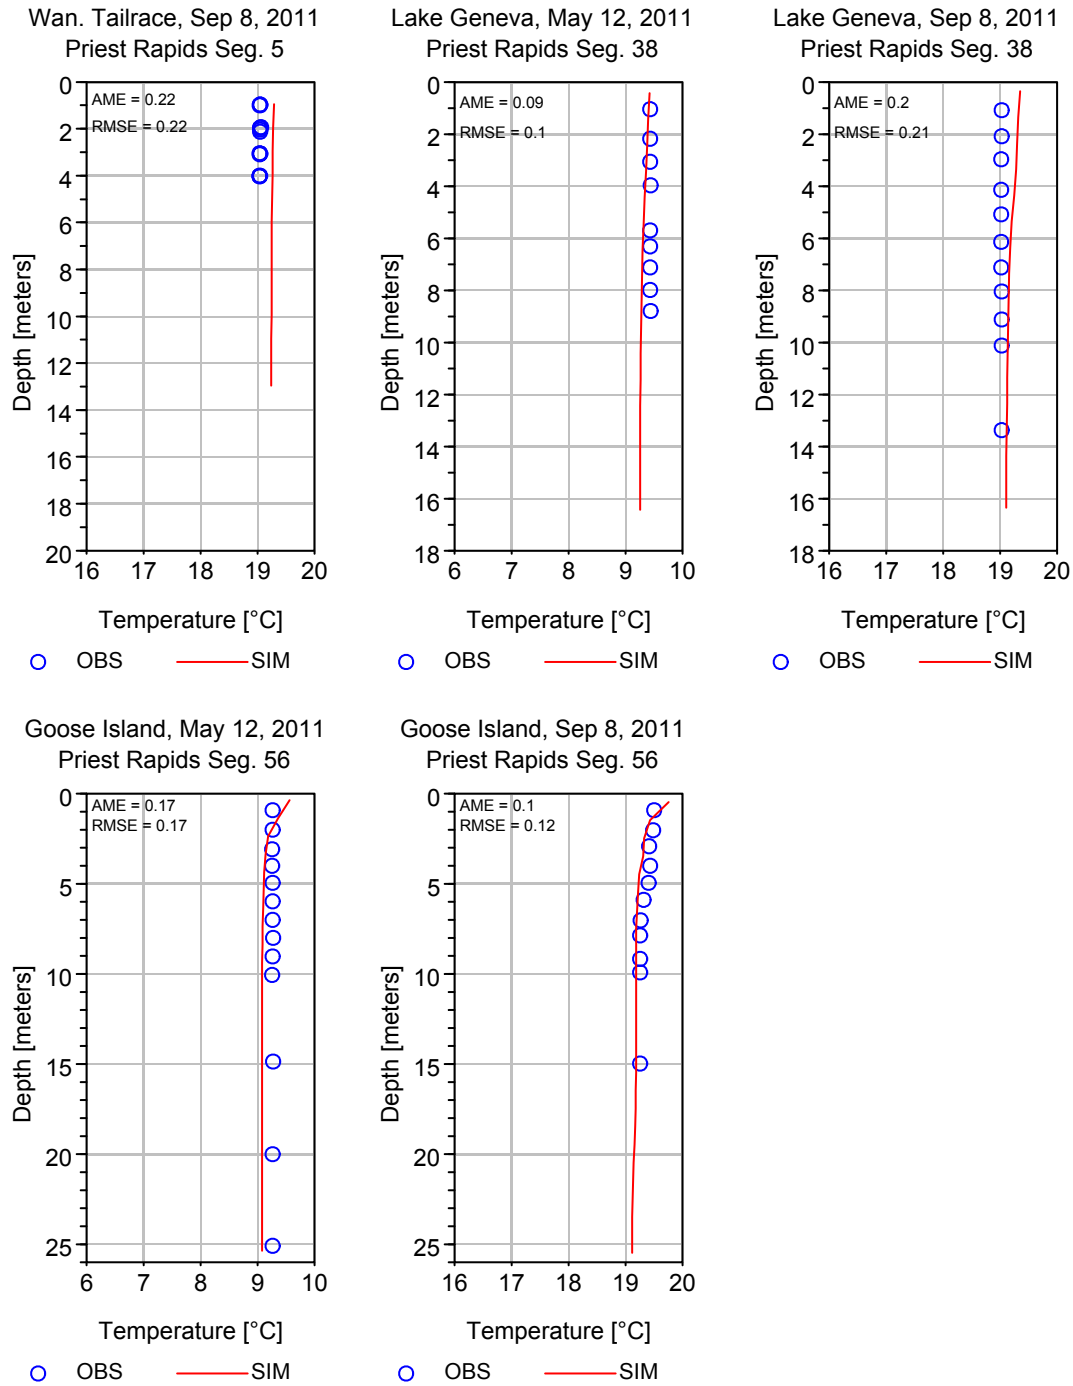 Wan. Tailrace, Sep 8, 2011
Priest Rapids Seg. 5
AME = 0.22
RMSE = 0.22
Depth [meters]
0
2
4
6
8
10
12
14
16
18
20
16 17 18 19 20
Temperature [°C]
OBS SIM
Lake Geneva, May 12, 2011
Priest Rapids Seg. 38
AME = 0.09
RMSE = 0.1
Depth [meters]
0
2
4
6
8
10
12
14
16
18
6 7 8 9 10
Temperature [°C]
OBS SIM
Lake Geneva, Sep 8, 2011
Priest Rapids Seg. 38
AME = 0.2
RMSE = 0.21
Depth [meters]
0
2
4
6
8
10
12
14
16
18
16 17 18 19 20
Temperature [°C]
OBS SIM
Goose Island, May 12, 2011
Priest Rapids Seg. 56
AME = 0.17
RMSE = 0.17
Depth [meters]
0
5
10
15
20
25
6 7 8 9 10
Temperature [°C]
OBS SIM
Goose Island, Sep 8, 2011
Priest Rapids Seg. 56
AME = 0.1
RMSE = 0.12
Depth [meters]
0
5
10
15
20
25
16 17 18 19 20
Temperature [°C]
OBS SIM